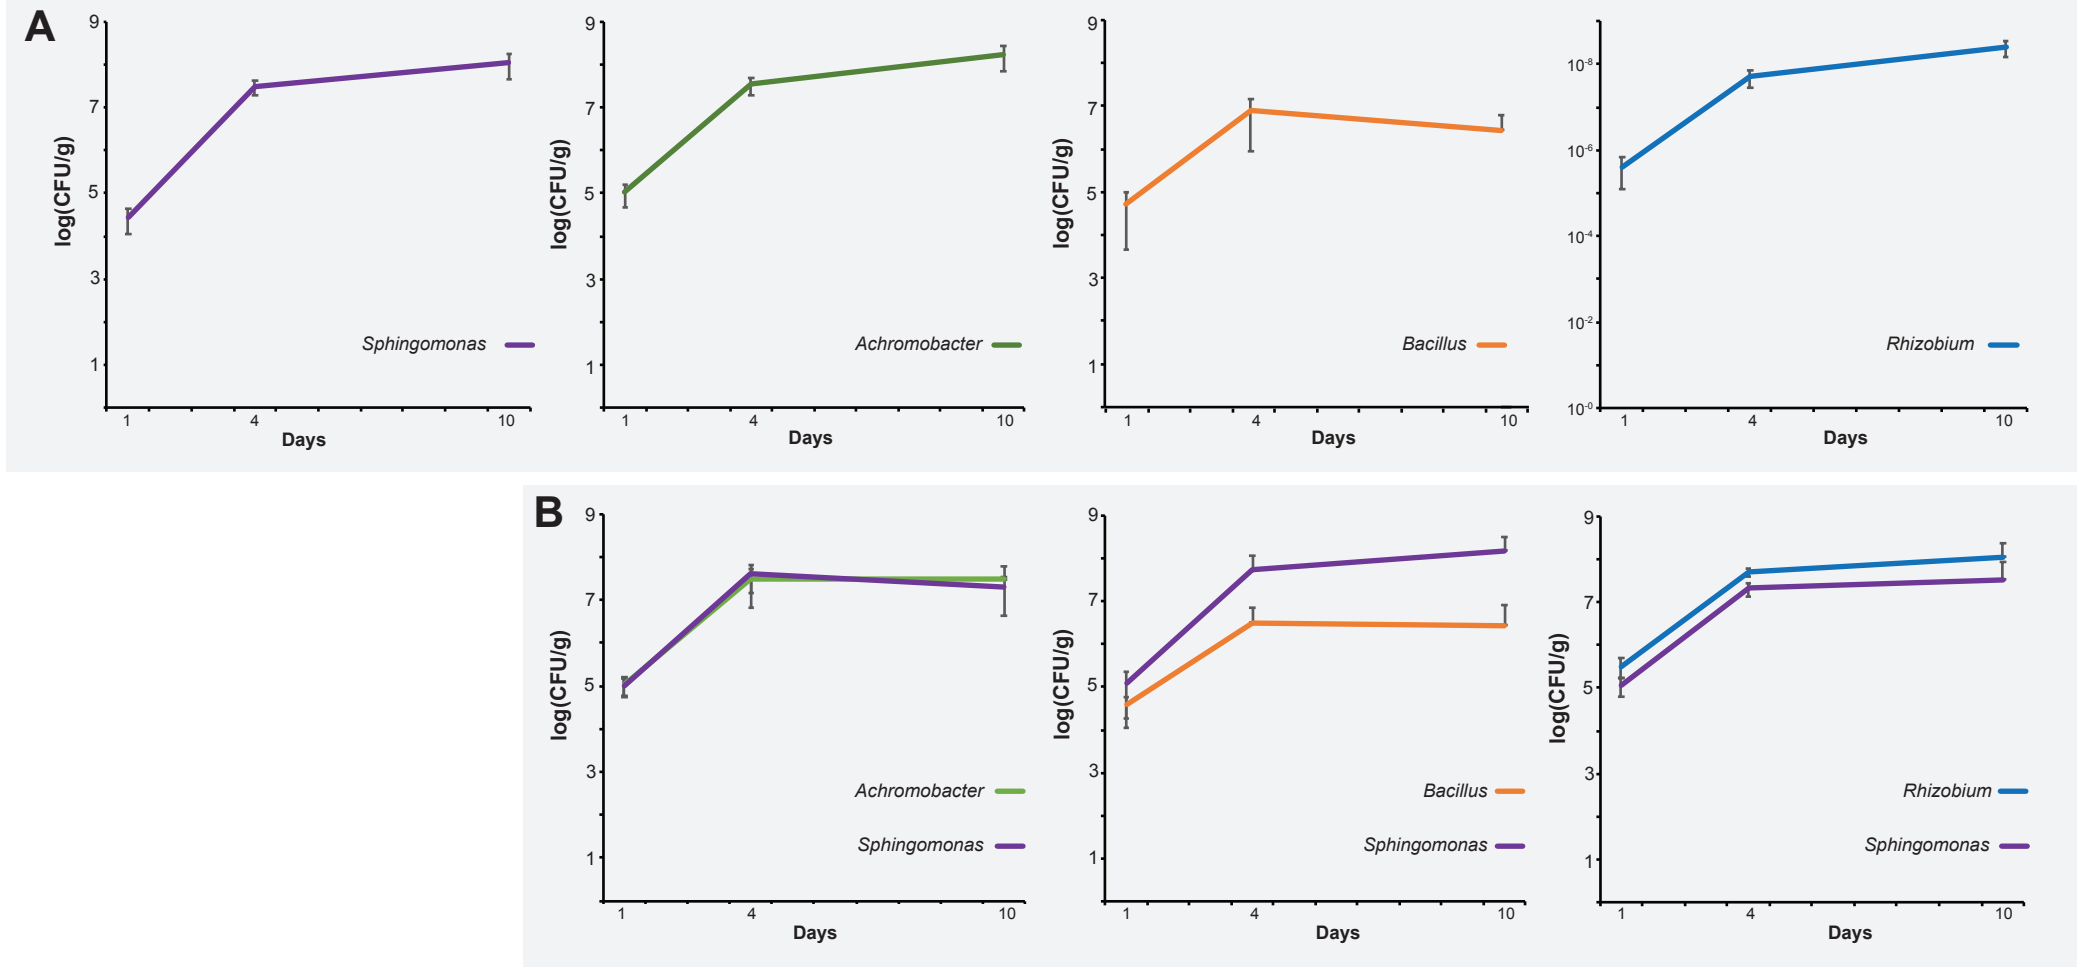 A
9
7
5
3
1
log(CFU/g)
Sphingomonas
1
4
10
Days
9
7
5
3
1
log(CFU/g)
Achromobacter
1
4
10
Days
9
7
5
3
1
log(CFU/g)
Bacillus
1
4
10
Days
10⁻⁸
10⁻⁶
10⁻⁴
10⁻²
10⁻⁰
Rhizobium
1
4
10
Days
B
9
7
5
3
1
log(CFU/g)
Achromobacter
Sphingomonas
1
4
10
Days
9
7
5
3
1
log(CFU/g)
Bacillus
Sphingomonas
1
4
10
Days
9
7
5
3
1
log(CFU/g)
Rhizobium
Sphingomonas
1
4
10
Days